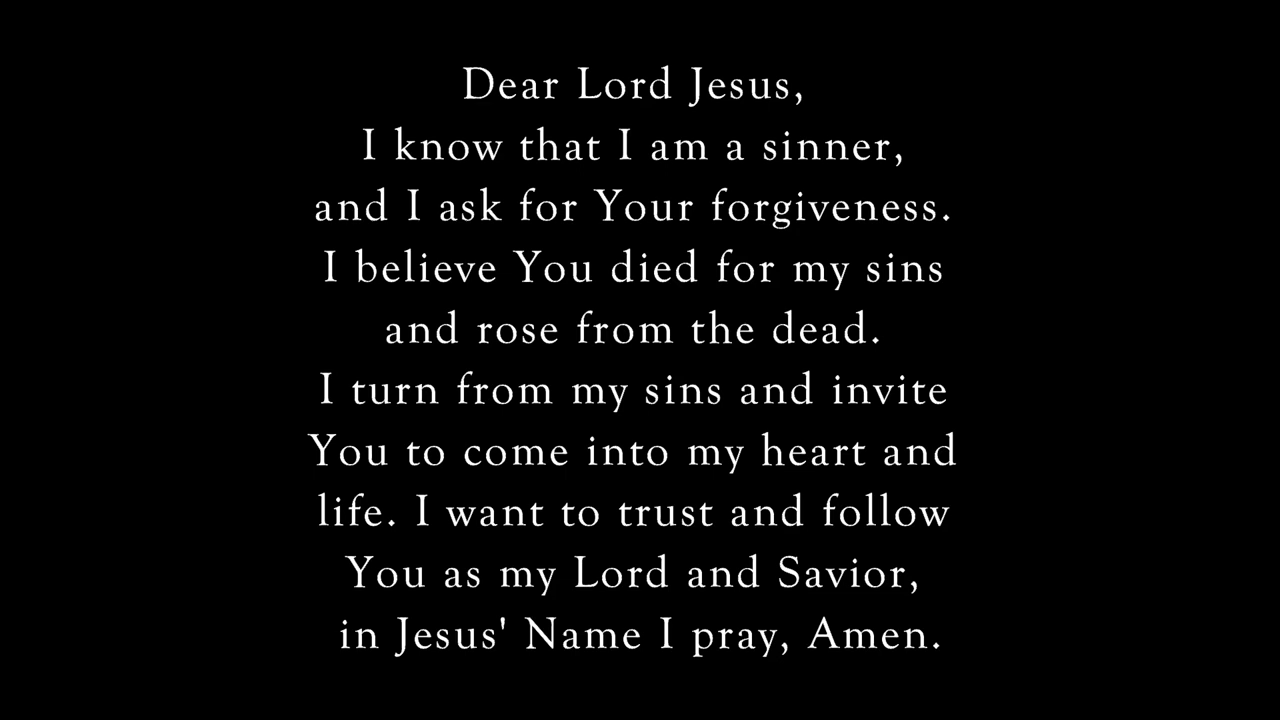 Dear Lord Jesus,
I know that I am a sinner,
and I ask for Your forgiveness.
I believe You died for my sins
and rose from the dead.
I turn from my sins and invite
You to come into my heart and
life. I want to trust and follow
You as my Lord and Savior,
in Jesus' Name I pray, Amen.